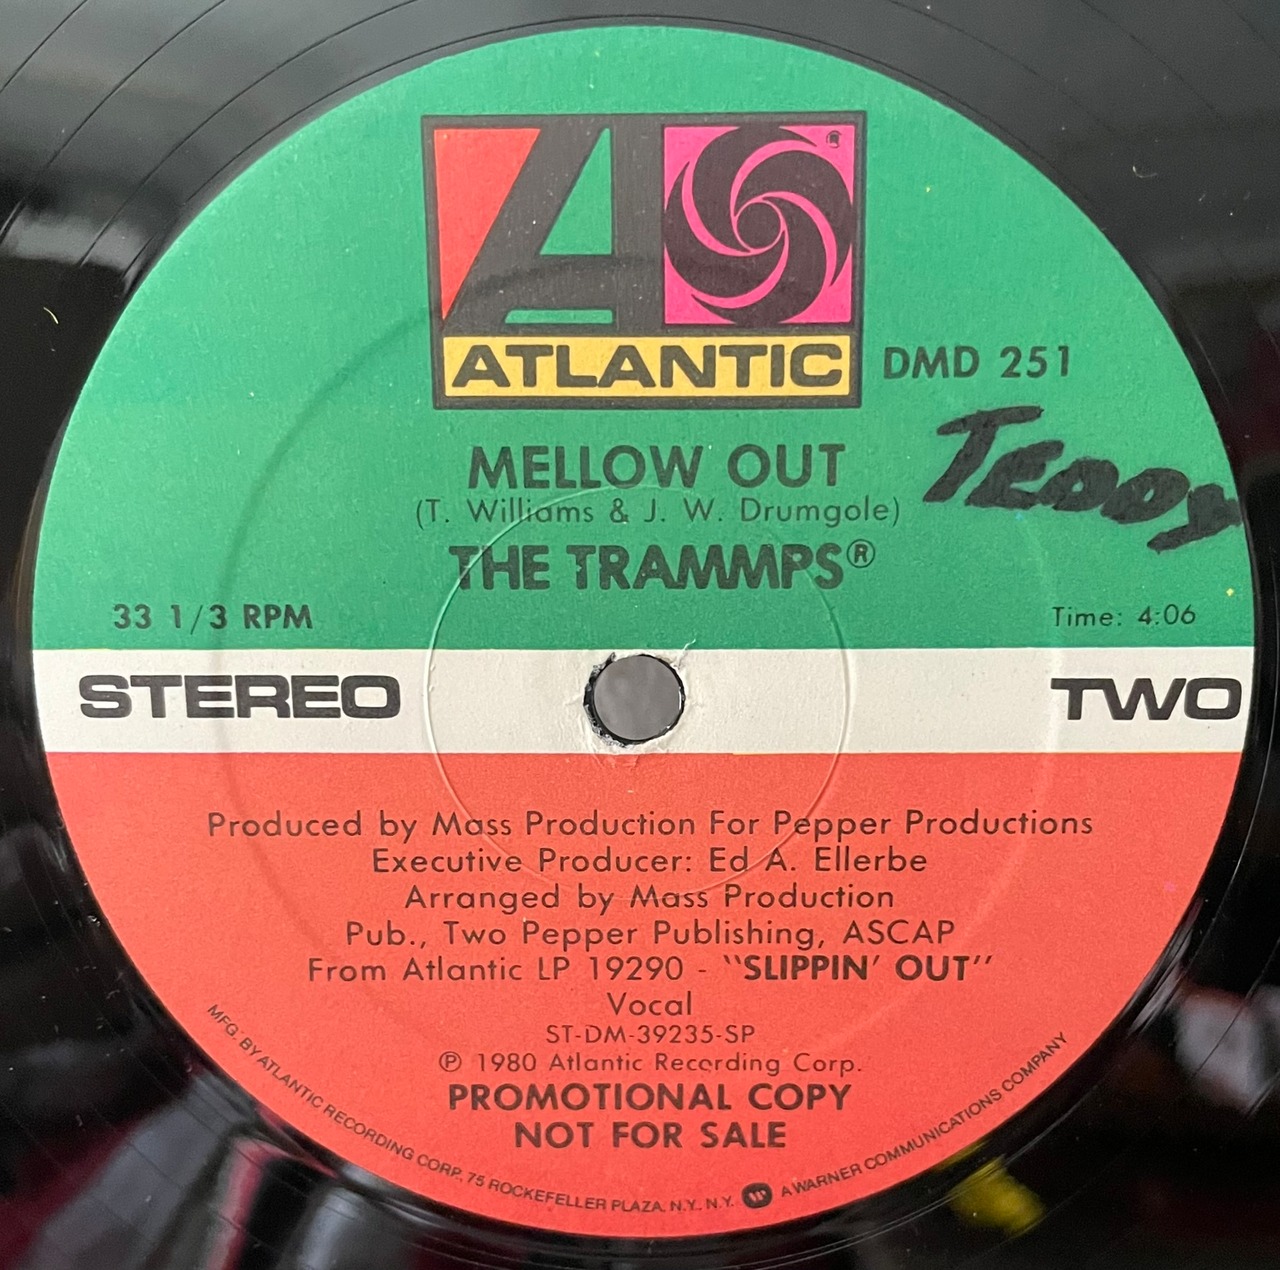 ATLANTIC
DMD 251
Teddy
MELLOW OUT
(T. Williams & J. W. Drumgole)
THE TRAMMPS®
33 1/3 RPM
Time: 4:06
STEREO
TWO
Produced by Mass Production For Pepper Productions
Executive Producer: Ed A. Ellerbe
Arranged by Mass Production
Pub., Two Pepper Publishing, ASCAP
From Atlantic LP 19290 - "SLIPPIN' OUT"
Vocal
ST-DM-39235-SP
℗ 1980 Atlantic Recording Corp.
PROMOTIONAL COPY
NOT FOR SALE
MFG. BY ATLANTIC RECORDING CORP., 75 ROCKEFELLER PLAZA, N.Y., N.Y. A WARNER COMMUNICATIONS COMPANY